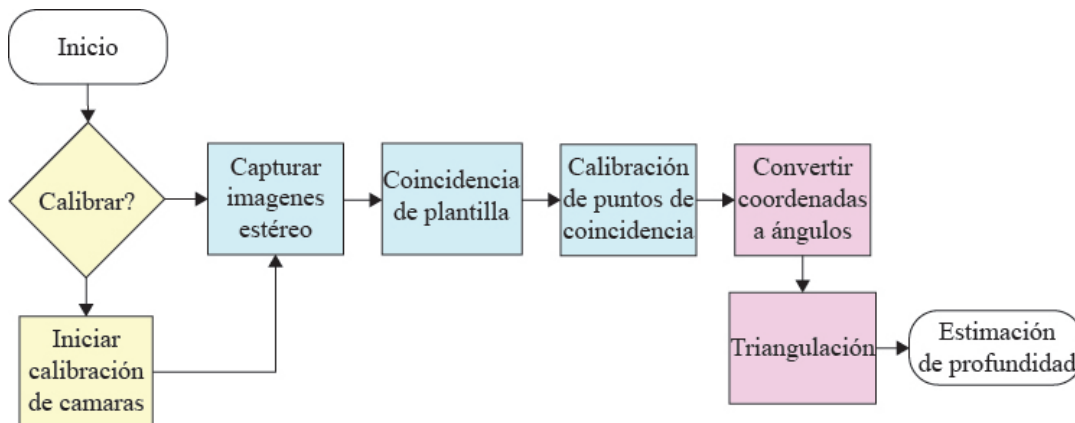 Inicio
Calibrar?
Iniciar
calibración
de camaras
Capturar
imagenes
estéreo
Coincidencia
de plantilla
Calibración
de puntos de
coincidencia
Convertir
coordenadas
a ángulos
Triangulación
Estimación
de profundidad